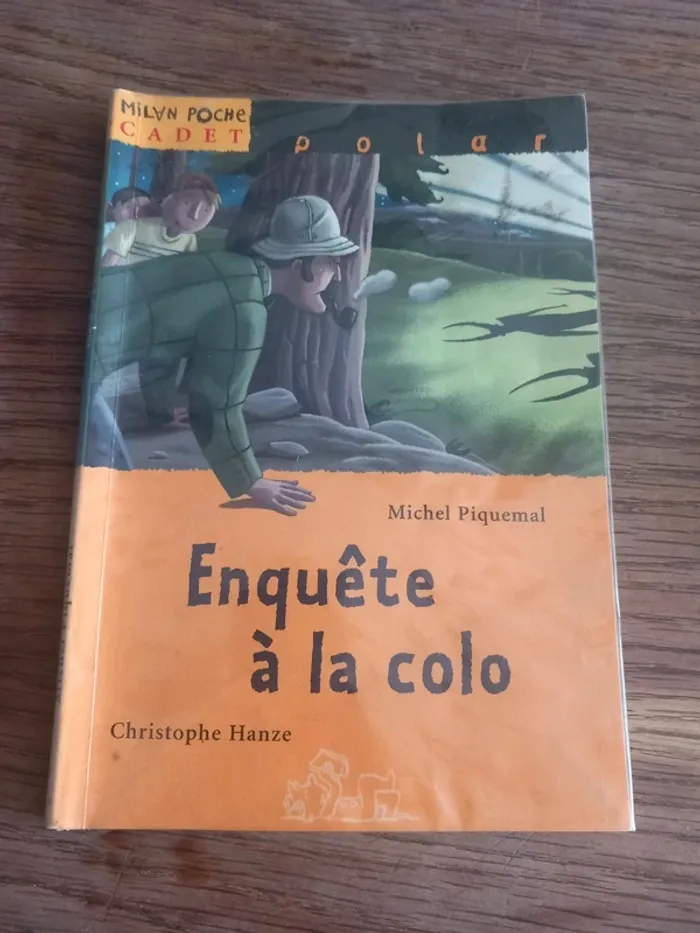 MiLAN POCHE
CADET
polar
Michel Piquemal
Enquête
à la colo
Christophe Hanze